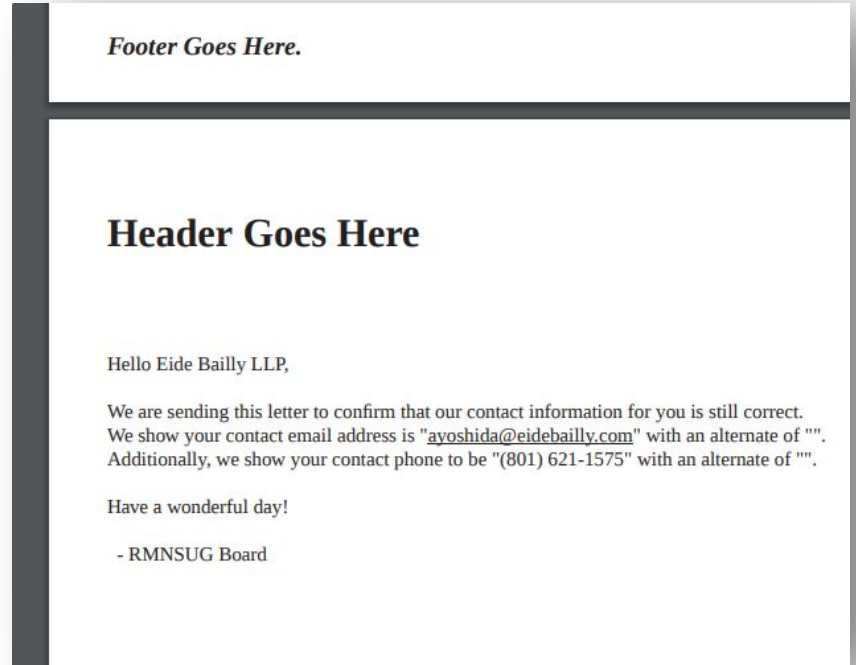 Footer Goes Here.
Header Goes Here
Hello Eide Bailly LLP,
We are sending this letter to confirm that our contact information for you is still correct.
We show your contact email address is "ayoshida@eidebailly.com" with an alternate of "".
Additionally, we show your contact phone to be "(801) 621-1575" with an alternate of "".
Have a wonderful day!
- RMNSUG Board